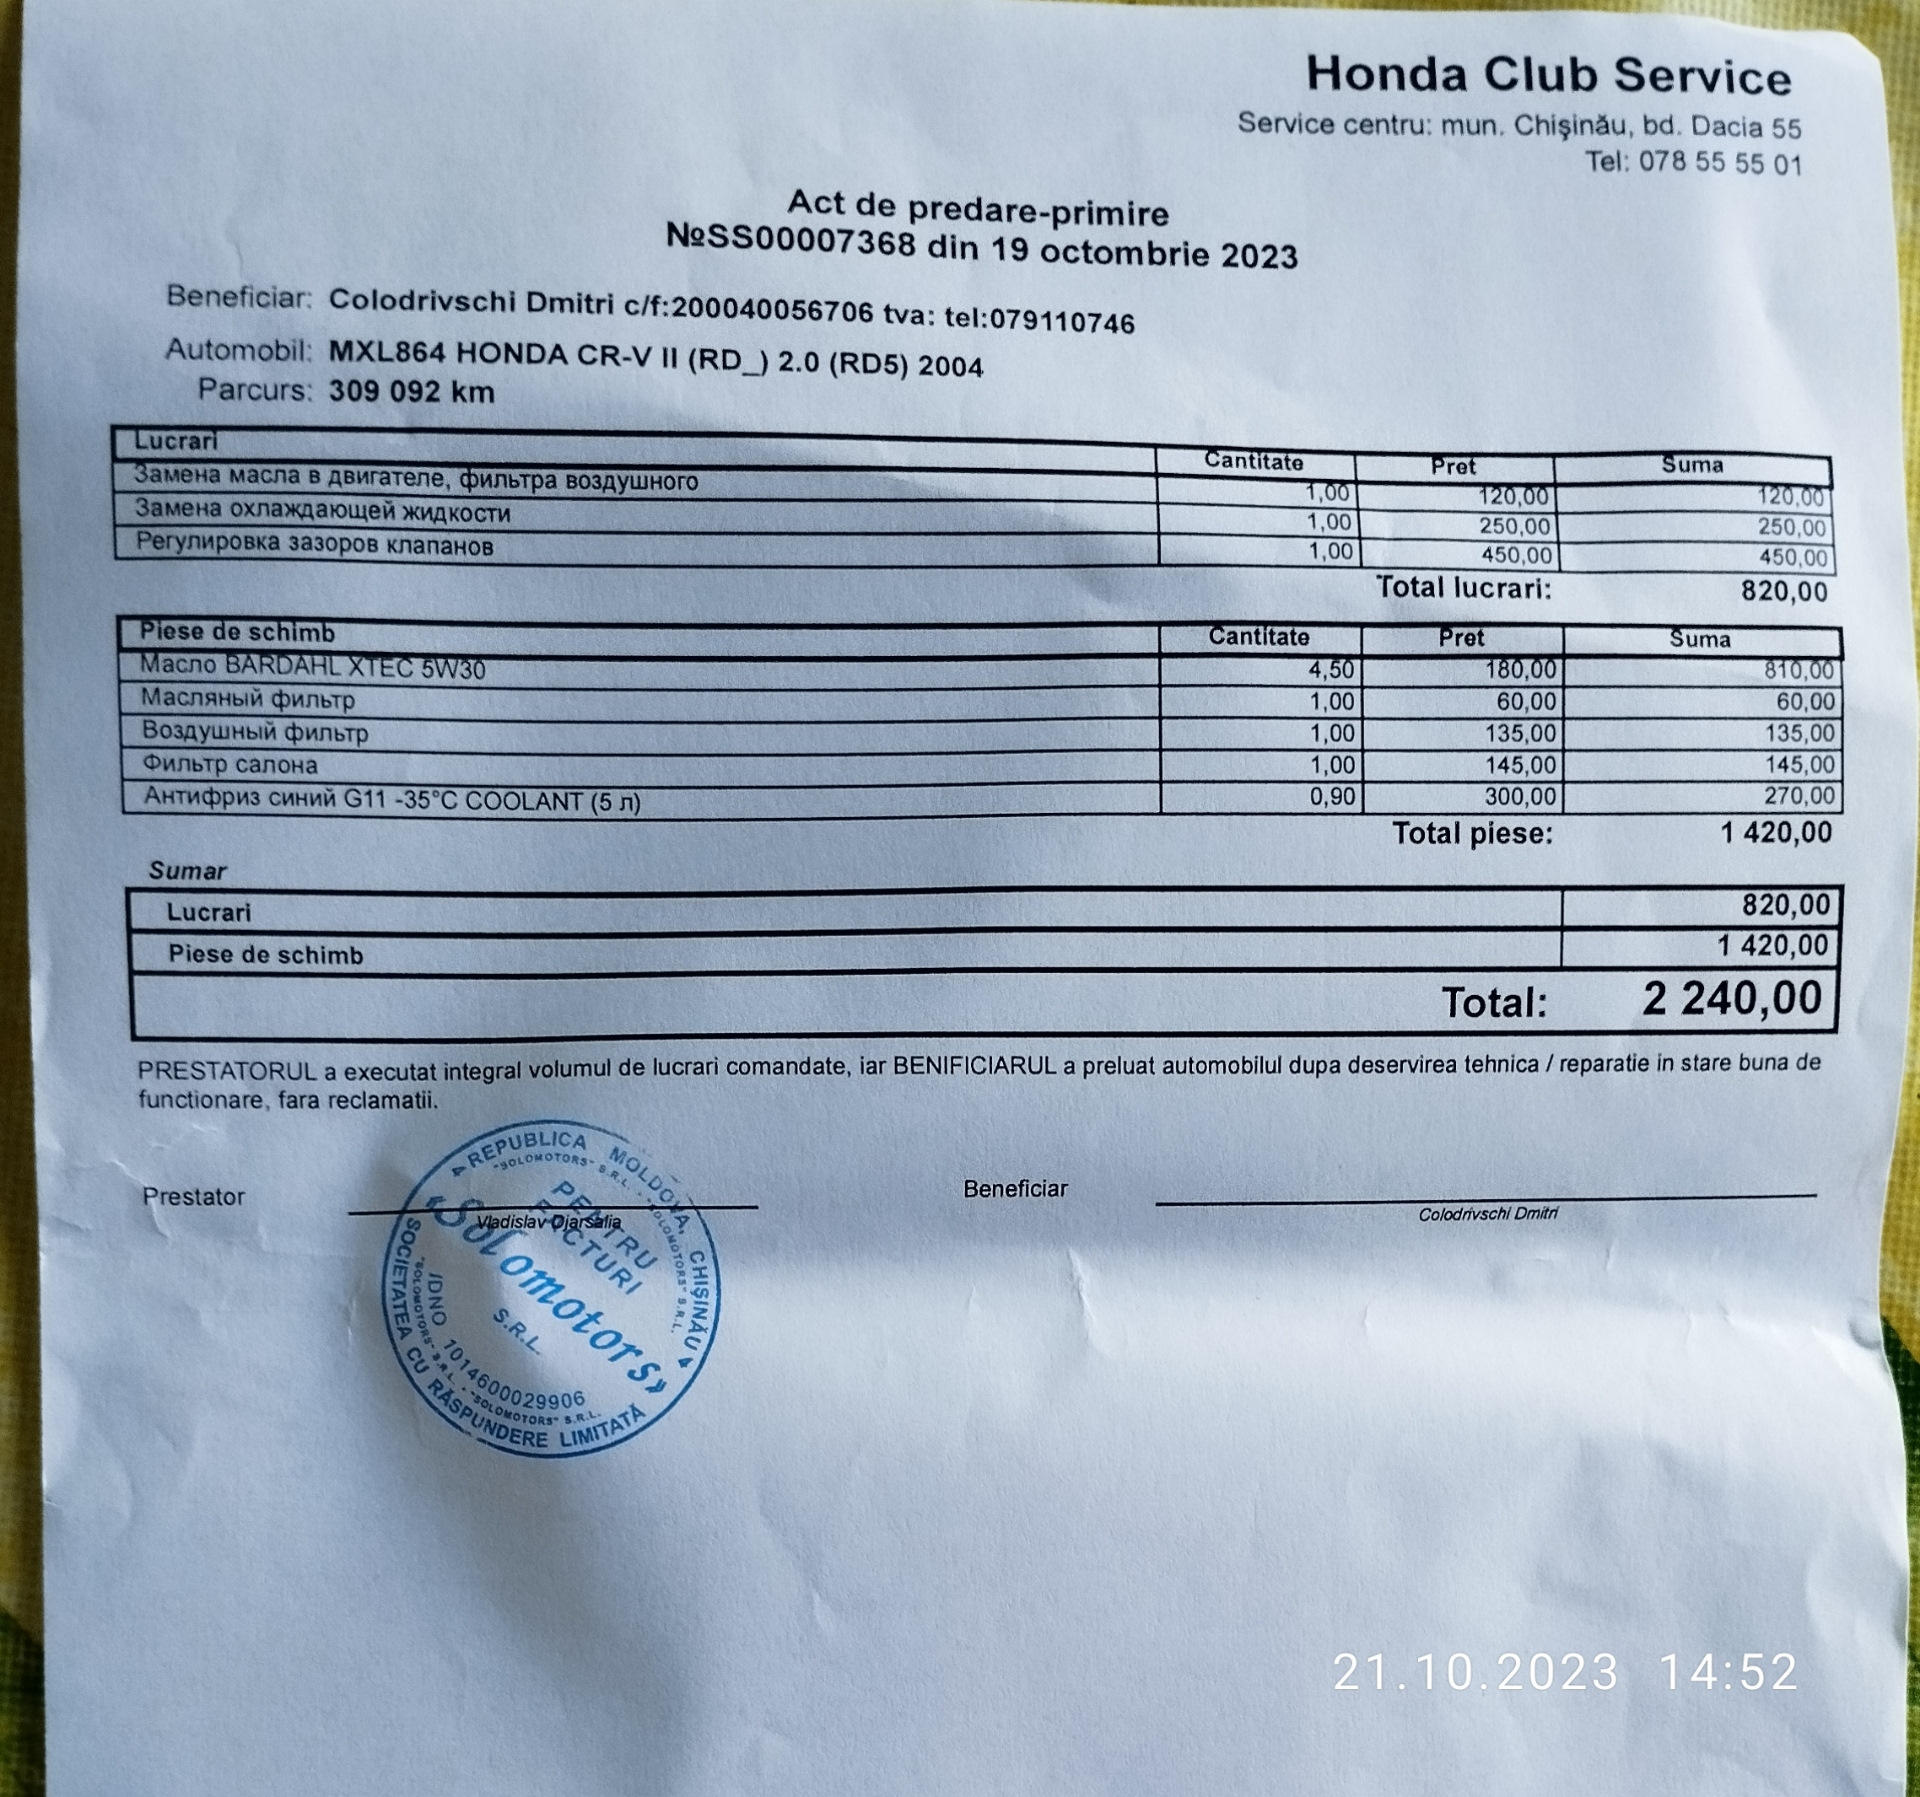 Honda Club Service
Service centru: mun. Chişinău, bd. Dacia 55
Tel: 078 55 55 01
Act de predare-primire
№SS00007368 din 19 octombrie 2023
Beneficiar: Colodrivschi Dmitri c/f:200040056706 tva: tel:079110746
Automobil: MXL864 HONDA CR-V II (RD_) 2.0 (RD5) 2004
Parcurs: 309 092 km
Lucrari Cantitate Pret Suma
Замена масла в двигателе, фильтра воздушного 1,00 120,00 120,00
Замена охлаждающей жидкости 1,00 250,00 250,00
Регулировка зазоров клапанов 1,00 450,00 450,00
Total lucrari: 820,00
Piese de schimb Cantitate Pret Suma
Масло BARDAHL XTEC 5W30 4,50 180,00 810,00
Масляный фильтр 1,00 60,00 60,00
Воздушный фильтр 1,00 135,00 135,00
Фильтр салона 1,00 145,00 145,00
Антифриз синий G11 -35°C COOLANT (5 л) 0,90 300,00 270,00
Total piese: 1 420,00
Sumar
Lucrari 820,00
Piese de schimb 1 420,00
Total: 2 240,00
PRESTATORUL a executat integral volumul de lucrari comandate, iar BENIFICIARUL a preluat automobilul dupa deservirea tehnica / reparatie in stare buna de
functionare, fara reclamatii.
Prestator Beneficiar
Vladislav Djarsalia Colodrivschi Dmitri
REPUBLICA MOLDOVA, CHIŞINĂU
SOCIETATEA CU RĂSPUNDERE LIMITATĂ
"SOLOMOTORS" S.R.L. - "SOLOMOTORS" S.R.L.
"SOLOMOTORS" S.R.L. - "SOLOMOTORS" S.R.L.
PENTRU
FACTURI
«Solomotors»
S.R.L.
IDNO 1014600029906
21.10.2023 14:52